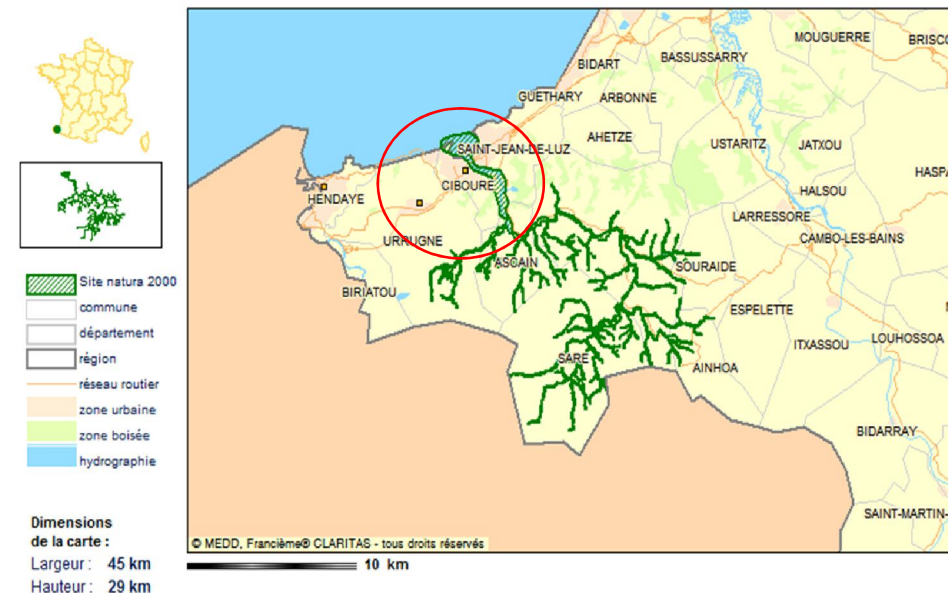 MOUGUERRE
BRISC
BASSUSSARRY
BIDART
GUETHARY
ARBONNE
AHETZE
SAINT-JEAN-DE-LUZ
USTARITZ
JATXOU
CIBOURE
HASPA
HENDAYE
HALSOU
LARRESSORE
URRUGNE
CAMBO-LES-BAINS
ASCAIN
SOURAIDE
BIRIATOU
ESPELETTE
ITXASSOU
LOUHOSSOA
SARE
AINHOA
BIDARRAY
SAINT-MARTIN-
Site natura 2000
commune
département
région
réseau routier
zone urbaine
zone boisée
hydrographie
Dimensions
de la carte :
Largeur : 45 km
Hauteur : 29 km
© MEDD, Francième® CLARITAS - tous droits réservés
10 km